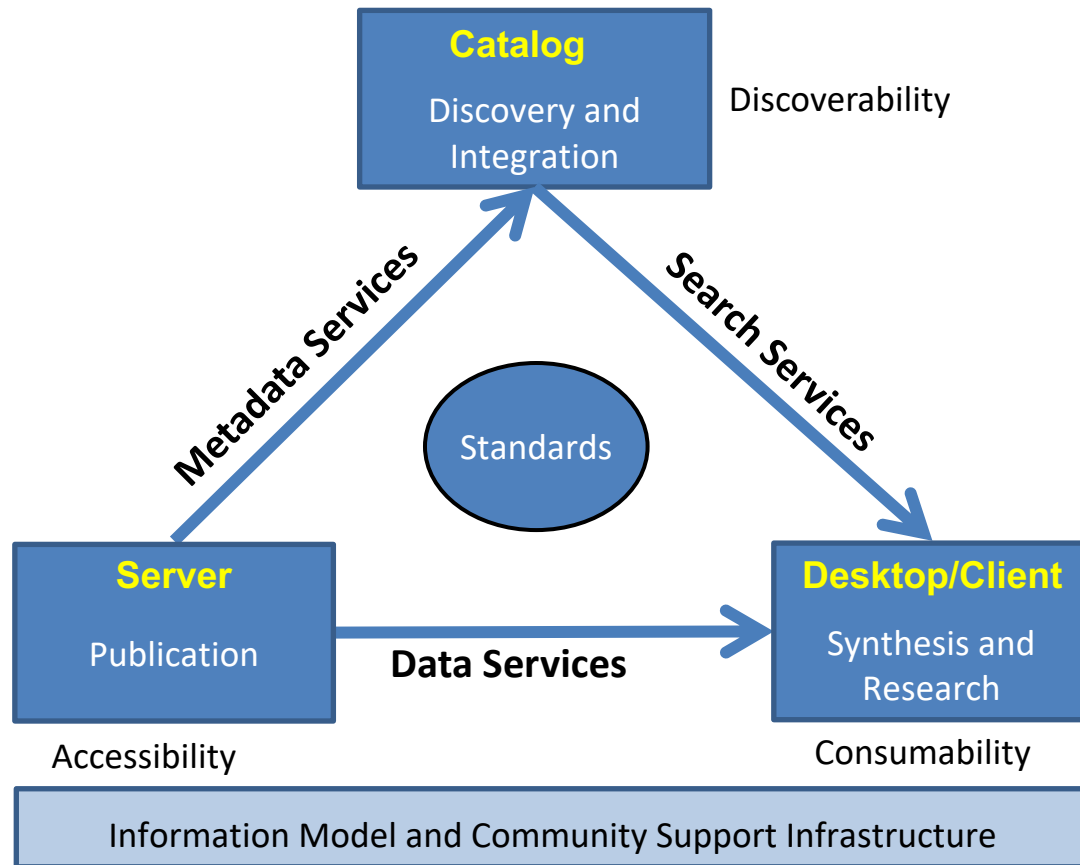 Catalog
Discovery and
Integration
Discoverability
Metadata Services
Search Services
Standards
Server
Publication
Data Services
Desktop/Client
Synthesis and
Research
Accessibility
Consumability
Information Model and Community Support Infrastructure